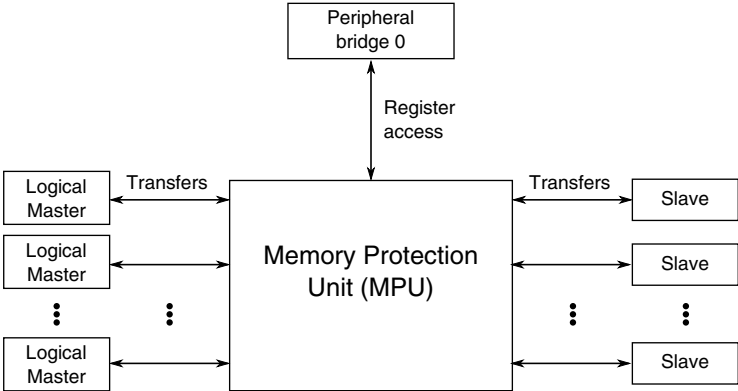 Peripheral
bridge 0
Register
access
Logical
Master
Transfers
Transfers
Slave
Logical
Master
Memory Protection
Unit (MPU)
Slave
Logical
Master
Slave